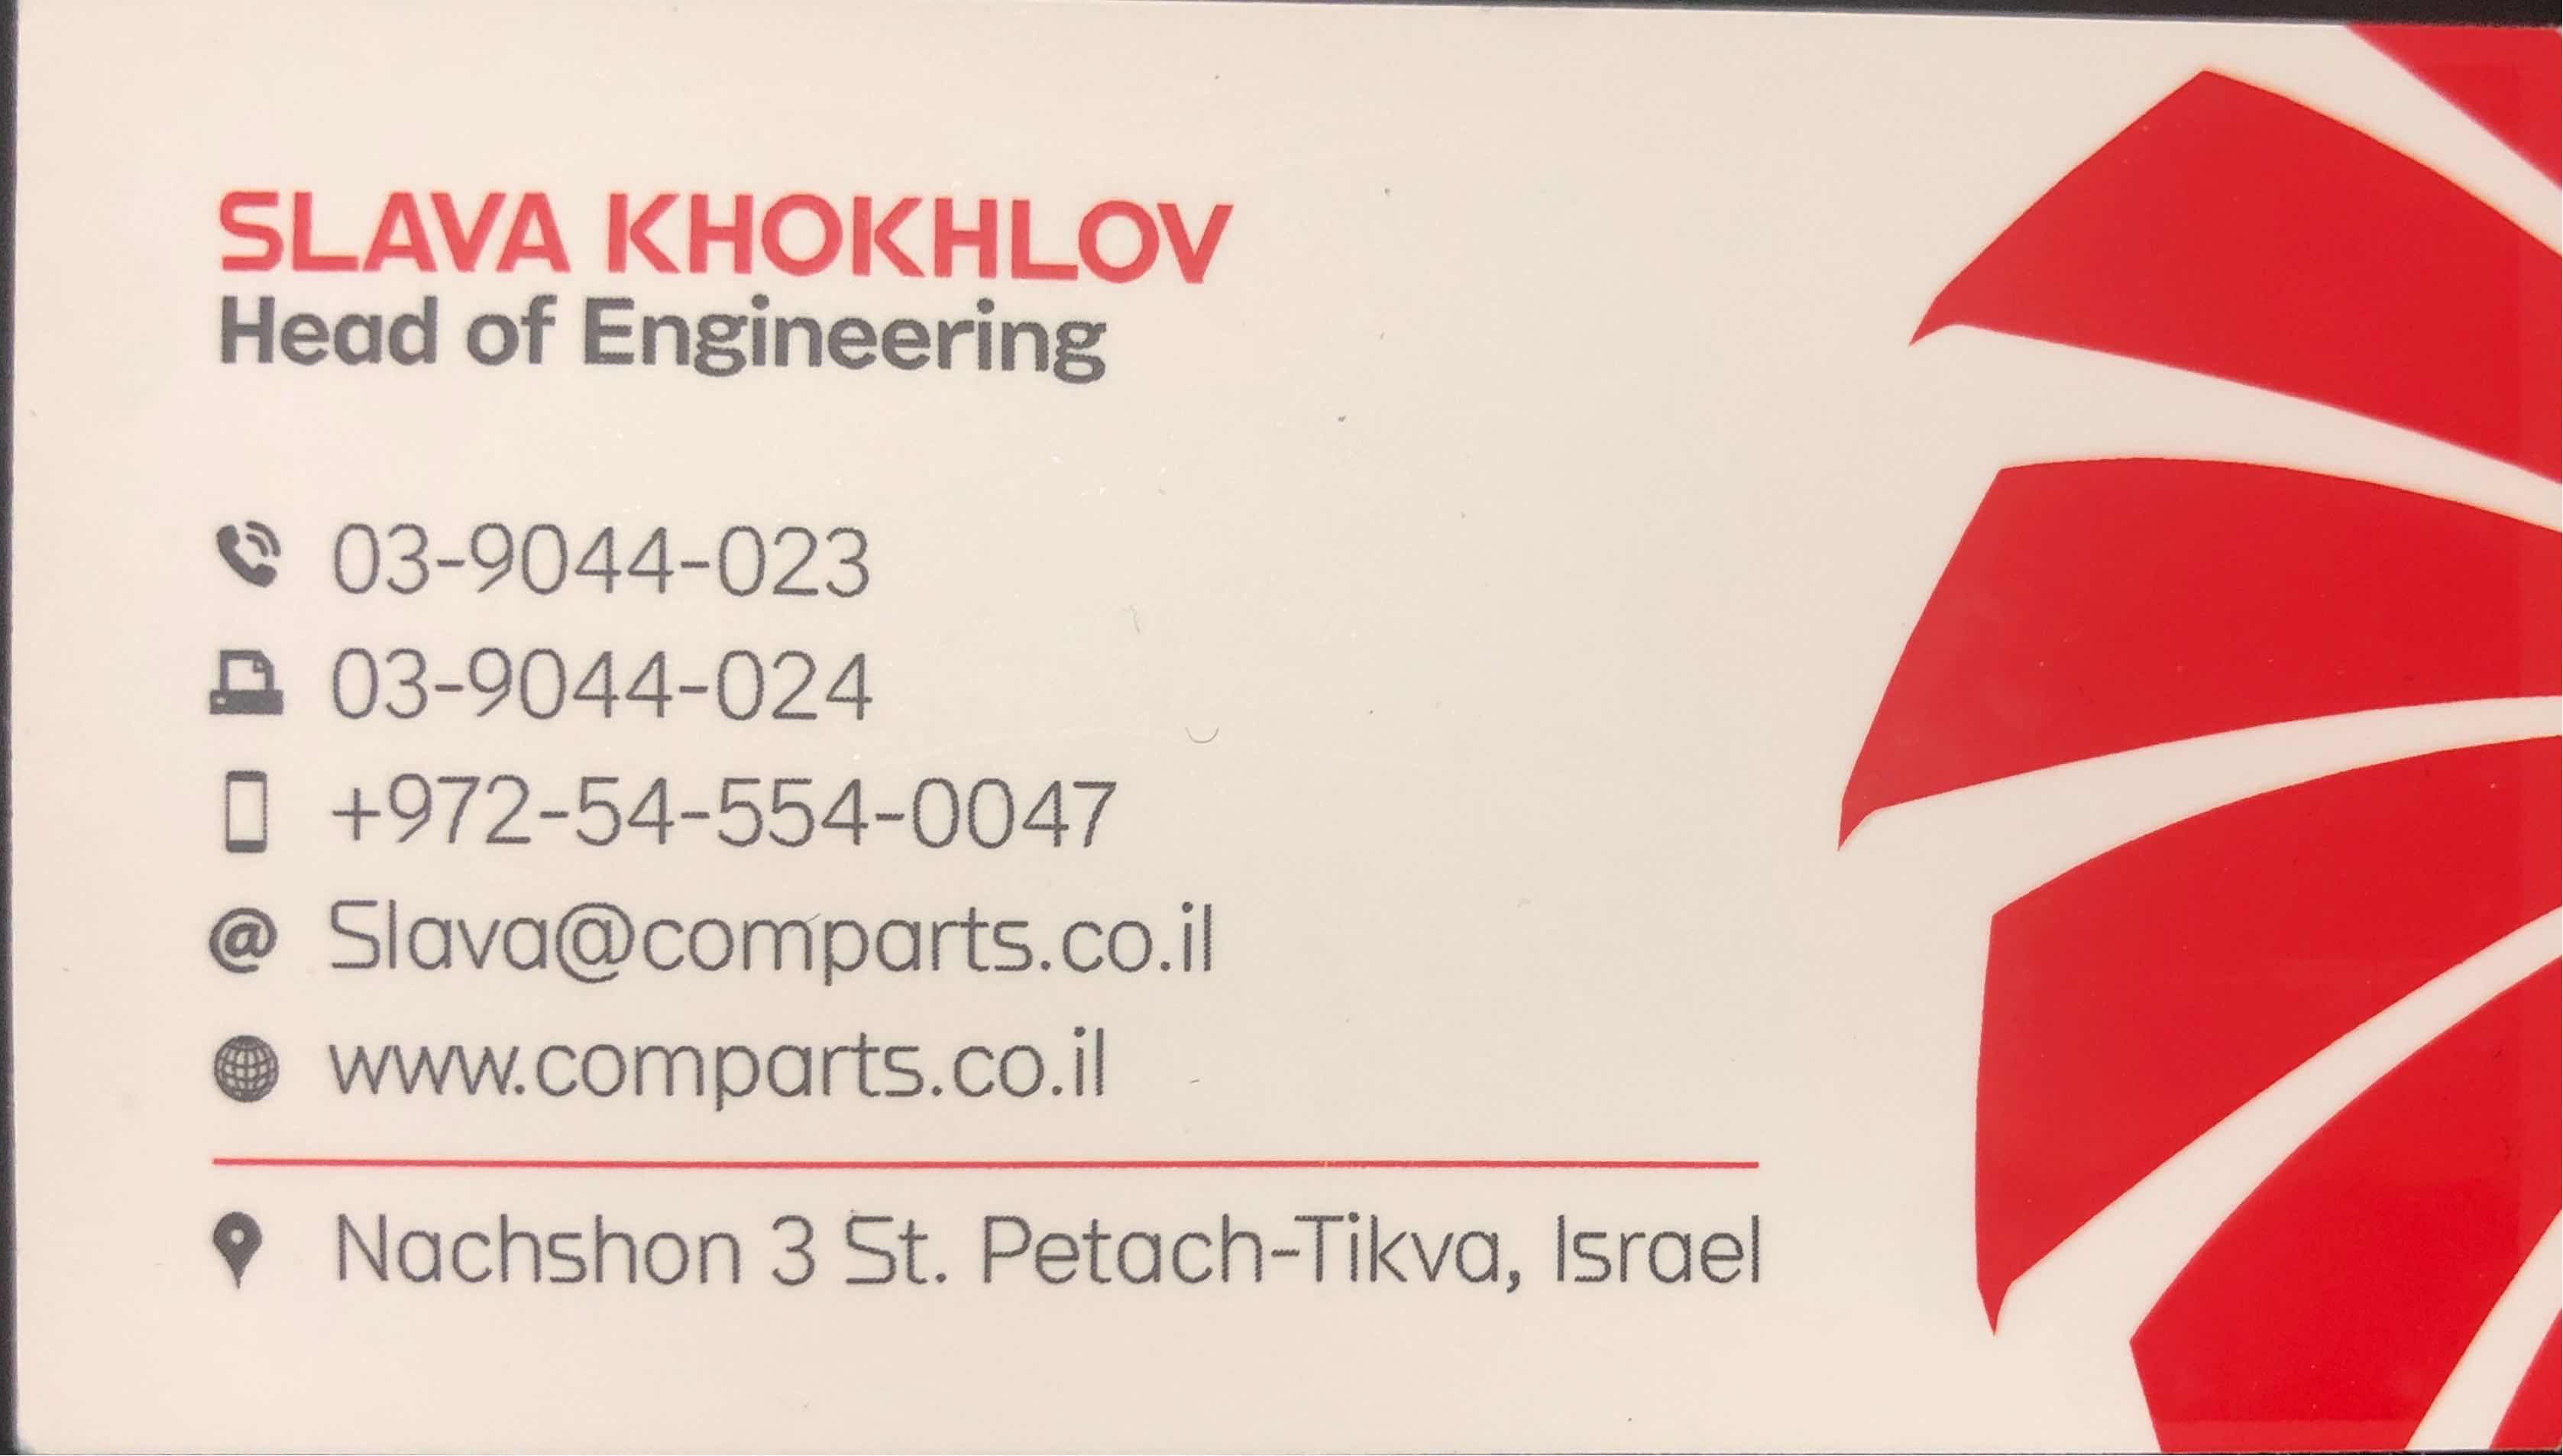 SLAVA KHOKHLOV
Head of Engineering
03-9044-023
03-9044-024
+972-54-554-0047
Slava@comparts.co.il
www.comparts.co.il
Nachshon 3 St. Petach-Tikva, Israel